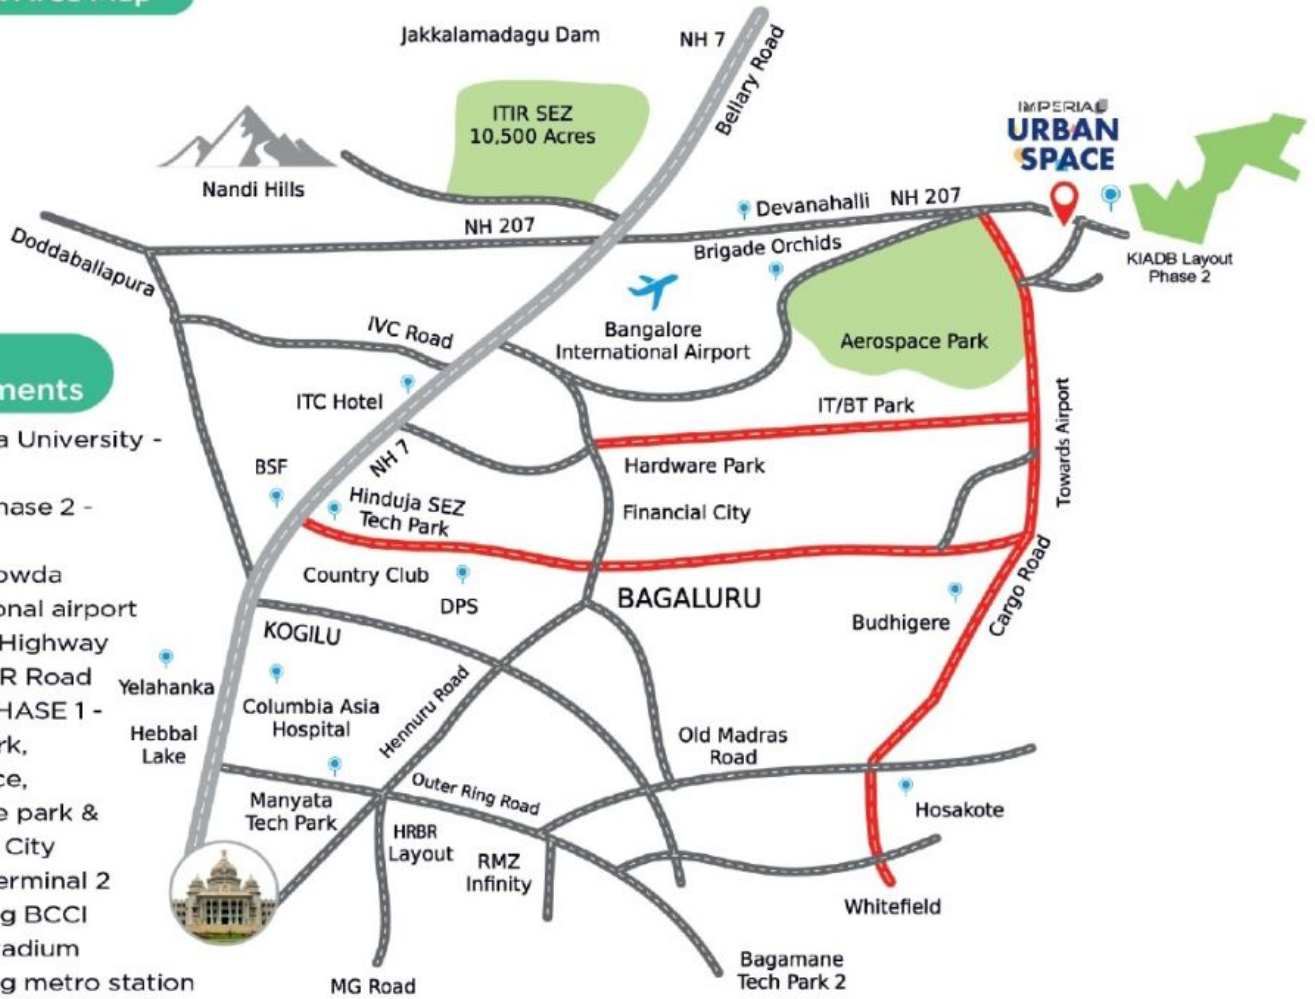 Jakkalamadagu Dam
NH 7
Bellary Road
ITIR SEZ
10,500 Acres
IMPERIAL
URBAN
SPACE
Nandi Hills
Devanahalli
NH 207
NH 207
Brigade Orchids
Doddaballapura
KIADB Layout
Phase 2
IVC Road
Bangalore
International Airport
Aerospace Park
ments
ITC Hotel
IT/BT Park
Towards Airport
a University -
NH 7
BSF
Hardware Park
Hinduja SEZ
Tech Park
Financial City
hase 2 -
owda
Country Club
DPS
BAGALURU
Cargo Road
onal airport
Budhigere
KOGILU
Highway
R Road
Yelahanka
HASE 1 -
Columbia Asia
Hospital
Hennuru Road
Hebbal
Lake
rk,
Old Madras
Road
ce,
Outer Ring Road
Manyata
Tech Park
Hosakote
e park &
HRBR
Layout
City
RMZ
Infinity
erminal 2
g BCCI
Whitefield
adium
Bagamane
Tech Park 2
g metro station
MG Road